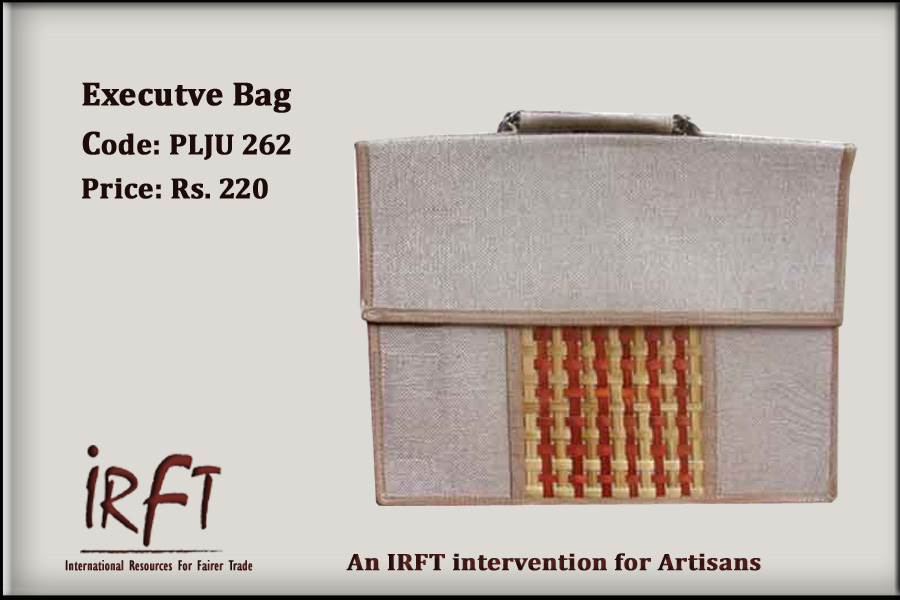 Executve Bag
Code: PLJU 262
Price: Rs. 220
iRFT
International Resources For Fairer Trade
An IRFT intervention for Artisans